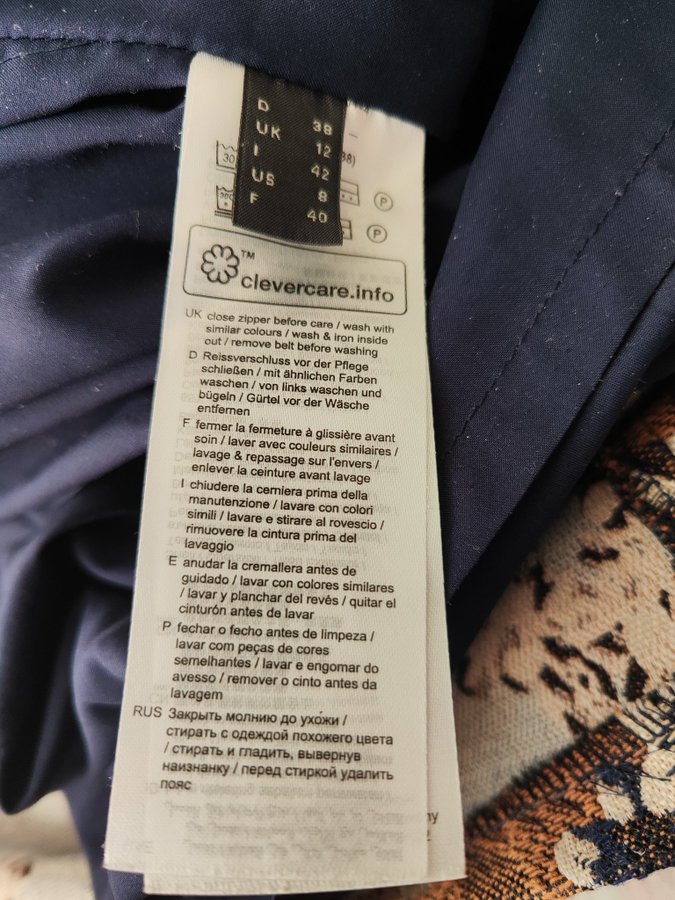 D 38
UK 12
I 42
US 8
F 40
30
P
P
clevercare.info
TM
UK close zipper before care / wash with
similar colours / wash & iron inside
out / remove belt before washing
D Reissverschluss vor der Pflege
schließen / mit ähnlichen Farben
waschen / von links waschen und
bügeln / Gürtel vor der Wäsche
entfernen
F fermer la fermeture à glissière avant
soin / laver avec couleurs similaires /
lavage & repassage sur l'envers /
enlever la ceinture avant lavage
I chiudere la cerniera prima della
manutenzione / lavare con colori
simili / lavare e stirare al rovescio /
rimuovere la cintura prima del
lavaggio
E anudar la cremallera antes de
guidado / lavar con colores similares
/ lavar y planchar del revés / quitar el
cinturón antes de lavar
P fechar o fecho antes de limpeza /
lavar com peças de cores
semelhantes / lavar e engomar do
avesso / remover o cinto antes da
lavagem
RUS Закрыть молнию до ухожи /
стирать с одеждой похожего цвета
/ стирать и гладить, вывернув
наизнанку / перед стиркой удалить
пояс